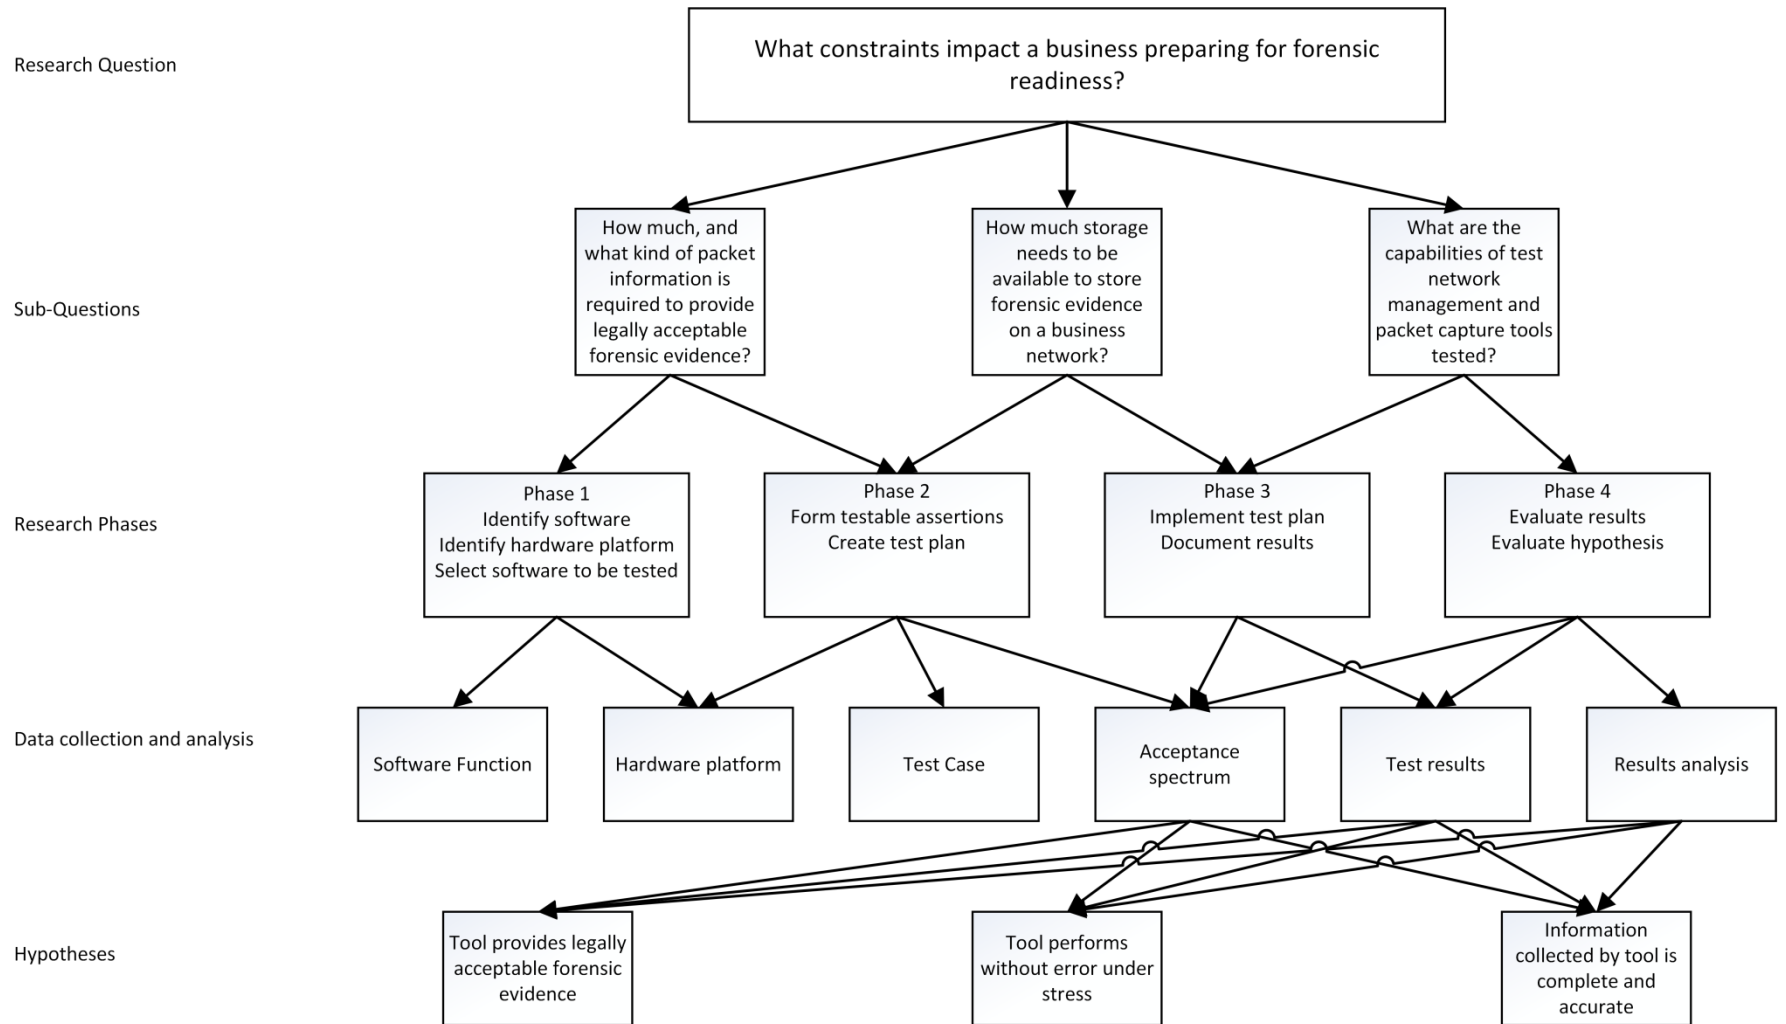 Research Question
What constraints impact a business preparing for forensic
readiness?
Sub-Questions
How much, and
what kind of packet
information is
required to provide
legally acceptable
forensic evidence?
How much storage
needs to be
available to store
forensic evidence
on a business
network?
What are the
capabilities of test
network
management and
packet capture tools
tested?
Research Phases
Phase 1
Identify software
Identify hardware platform
Select software to be tested
Phase 2
Form testable assertions
Create test plan
Phase 3
Implement test plan
Document results
Phase 4
Evaluate results
Evaluate hypothesis
Data collection and analysis
Software Function
Hardware platform
Test Case
Acceptance
spectrum
Test results
Results analysis
Hypotheses
Tool provides legally
acceptable forensic
evidence
Tool performs
without error under
stress
Information
collected by tool is
complete and
accurate